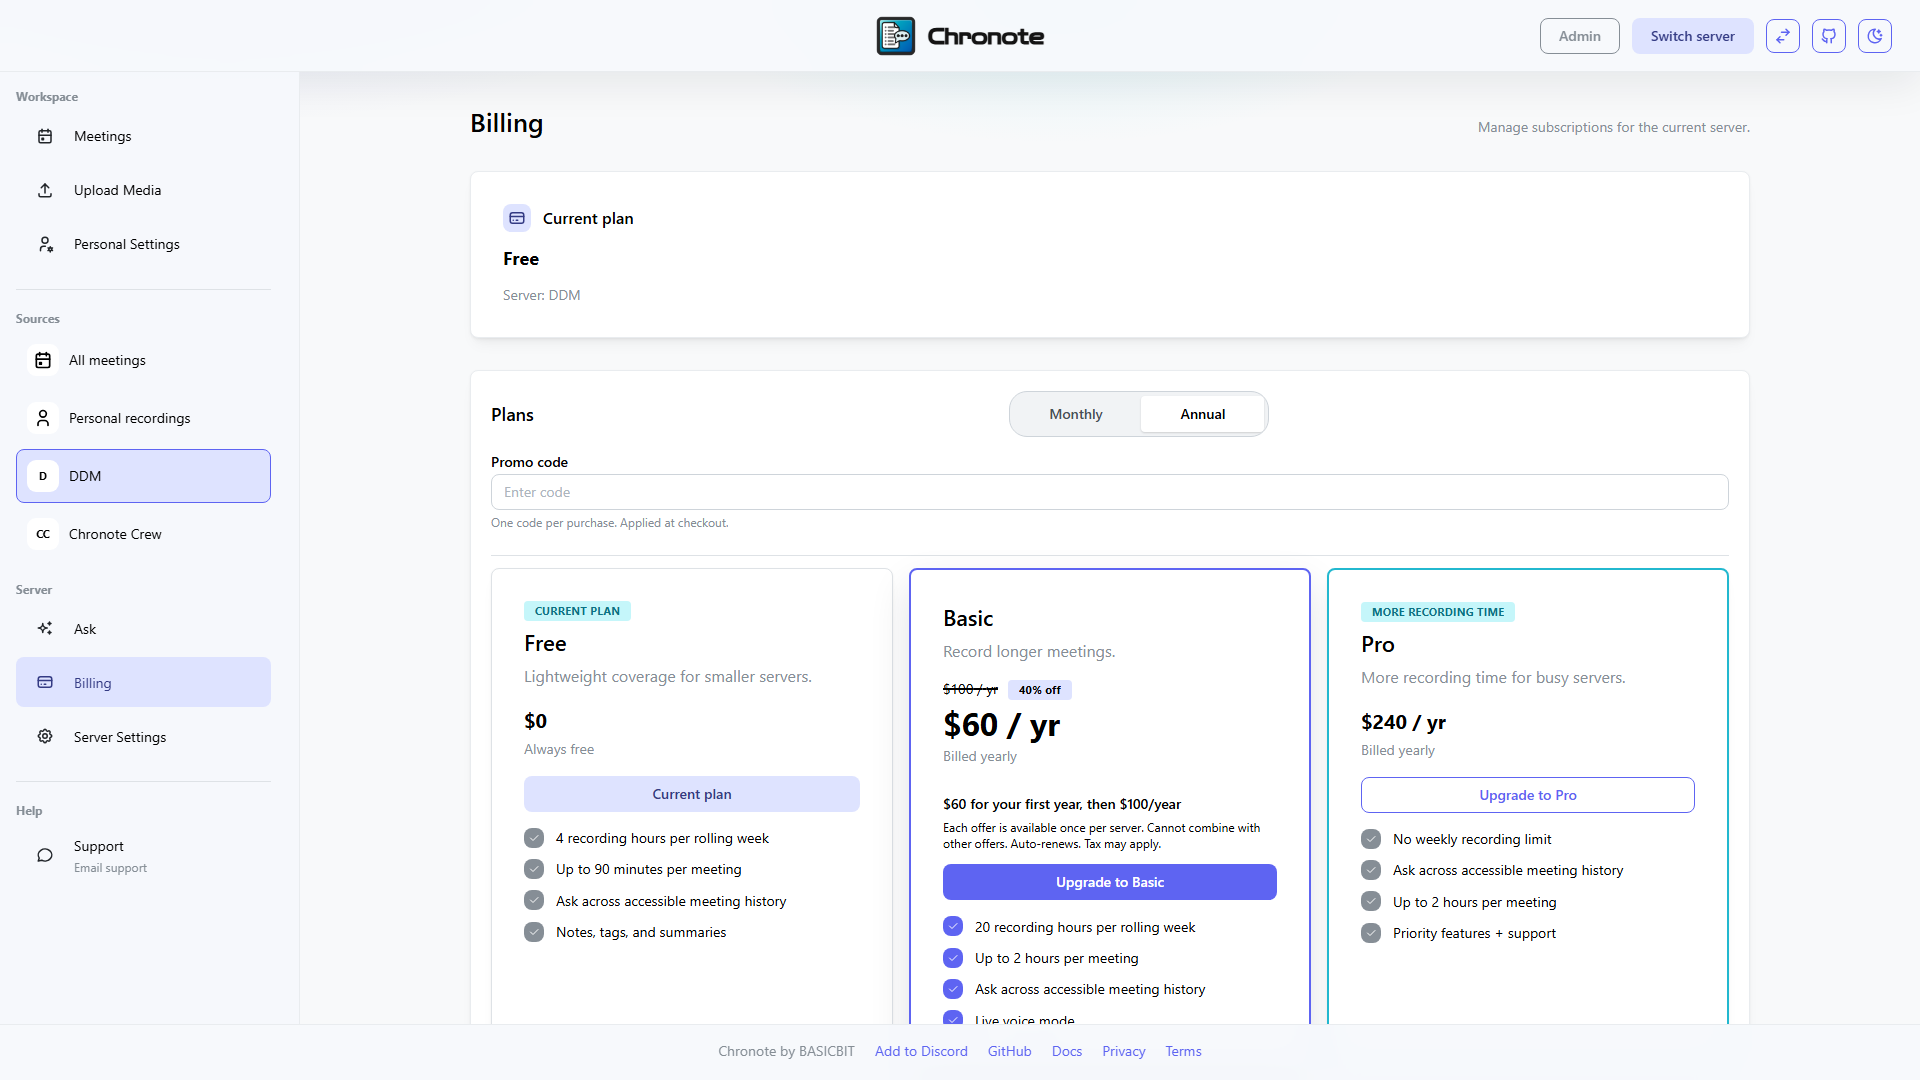 Chronote
Admin
Switch server
Workspace
Meetings
Upload Media
Personal Settings
Sources
All meetings
Personal recordings
D
DDM
CC
Chronote Crew
Server
Ask
Billing
Server Settings
Help
Support
Email support
Billing
Manage subscriptions for the current server.
Current plan
Free
Server: DDM
Plans
Monthly
Annual
Promo code
Enter code
One code per purchase. Applied at checkout.
CURRENT PLAN
Free
Lightweight coverage for smaller servers.
$0
Always free
Current plan
4 recording hours per rolling week
Up to 90 minutes per meeting
Ask across accessible meeting history
Notes, tags, and summaries
Basic
Record longer meetings.
$100 / yr
40% off
$60 / yr
Billed yearly
$60 for your first year, then $100/year
Each offer is available once per server. Cannot combine with
other offers. Auto-renews. Tax may apply.
Upgrade to Basic
20 recording hours per rolling week
Up to 2 hours per meeting
Ask across accessible meeting history
Live voice mode
MORE RECORDING TIME
Pro
More recording time for busy servers.
$240 / yr
Billed yearly
Upgrade to Pro
No weekly recording limit
Ask across accessible meeting history
Up to 2 hours per meeting
Priority features + support
Chronote by BASICBIT
Add to Discord
GitHub
Docs
Privacy
Terms